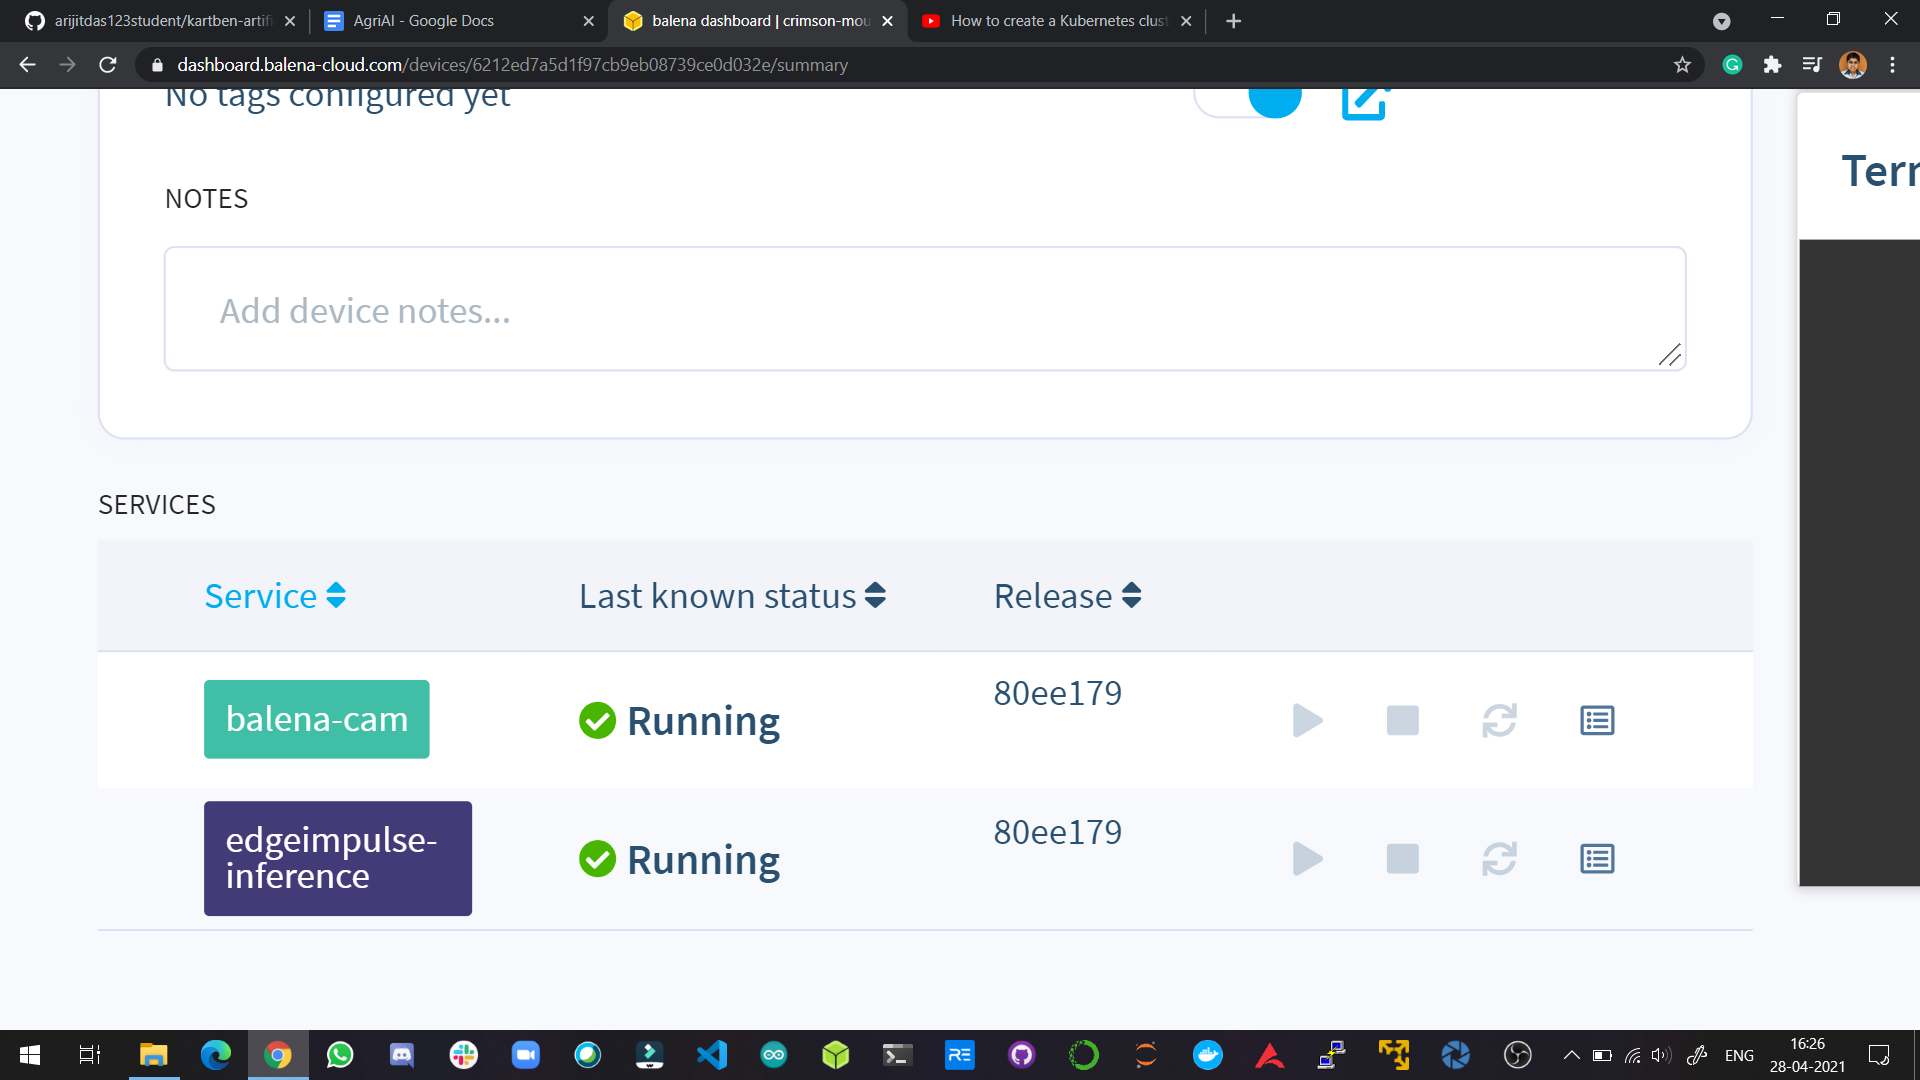 arijitdas123student/kartben-artifi
AgriAI - Google Docs
balena dashboard | crimson-mou
How to create a Kubernetes clust
dashboard.balena-cloud.com/devices/6212ed7a5d1f97cb9eb08739ce0d032e/summary
No tags configured yet
NOTES
Add device notes...
Term
SERVICES
Service
Last known status
Release
balena-cam
Running
80ee179
edgeimpulse-
inference
Running
80ee179
RE
ENG
16:26
28-04-2021